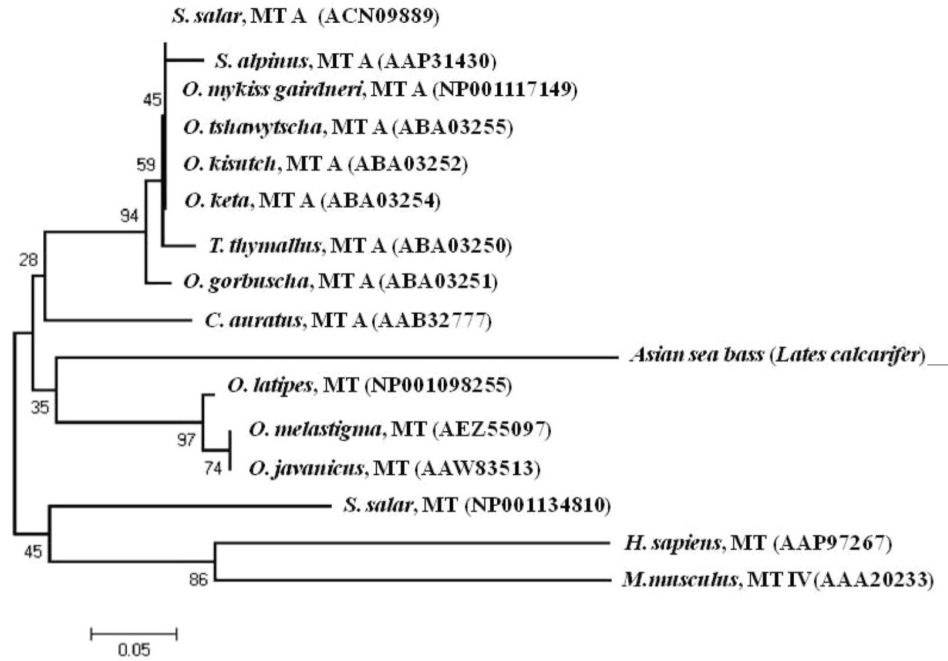 S. salar, MT A (ACN09889)
S. alpinus, MT A (AAP31430)
O. mykiss gairdneri, MT A (NP001117149)
45
O. tshawytscha, MT A (ABA03255)
59
O. kisutch, MT A (ABA03252)
O. keta, MT A (ABA03254)
94
T. thymallus, MT A (ABA03250)
28
O. gorbuscha, MT A (ABA03251)
C. auratus, MT A (AAB32777)
Asian sea bass (Lates calcarifer)__
O. latipes, MT (NP001098255)
35
O. melastigma, MT (AEZ55097)
97
74
O. javanicus, MT (AAW83513)
S. salar, MT (NP001134810)
H. sapiens, MT (AAP97267)
45
86
M.musculus, MT IV(AAA20233)
0.05